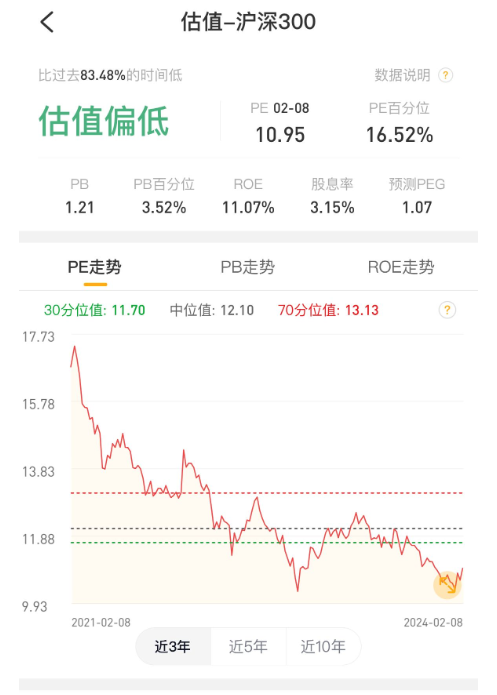 估值-沪深300
比过去83.48%的时间低
数据说明 ?
估值偏低
PE 02-08
PE百分位
10.95
16.52%
PB
PB百分位
ROE
股息率
预测PEG
1.21
3.52%
11.07%
3.15%
1.07
PE走势
PB走势
ROE走势
30分位值: 11.70
中位值: 12.10
70分位值: 13.13
?
17.73
15.78
13.83
11.88
9.93
2021-02-08
2024-02-08
近3年
近5年
近10年